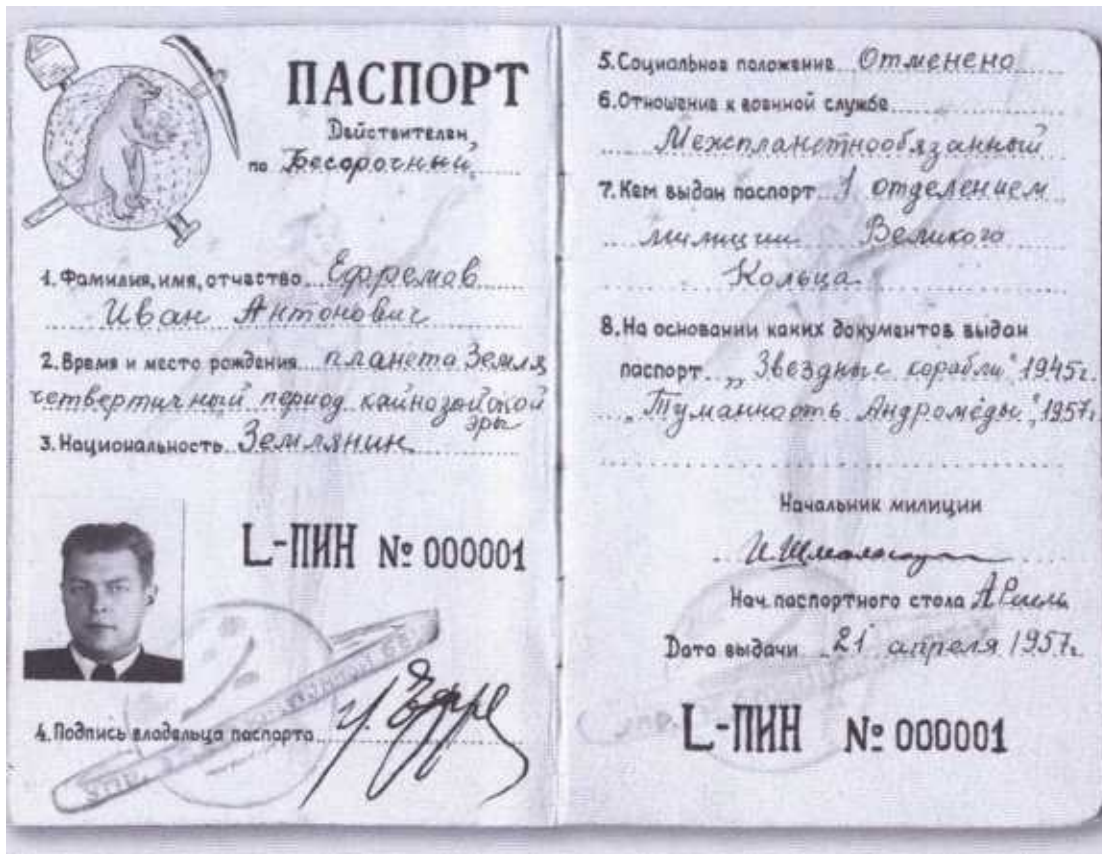 ПАСПОРТ
Действителен
по Бессрочный
1. Фамилия, имя, отчество Ефремов
Иван Антонович
2. Время и место рождения планета Земля
четвертичный период кайнозойской
эры
3. Национальность Землянин
L-ПИН № 000001
4. Подпись владельца паспорта И. Ефре
5. Социальное положение Отменено
6. Отношение к военной службе
Межпланетнообязанный
7. Кем выдан паспорт 1 отделением
милиции Великого
Кольца
8. На основании каких документов выдан
паспорт „Звездные корабли" 1945г.
„Туманность Андромеды", 1957г.
Начальник милиции
Нач. паспортного стола
Дата выдачи 21 апреля 1957г.
L-ПИН № 000001